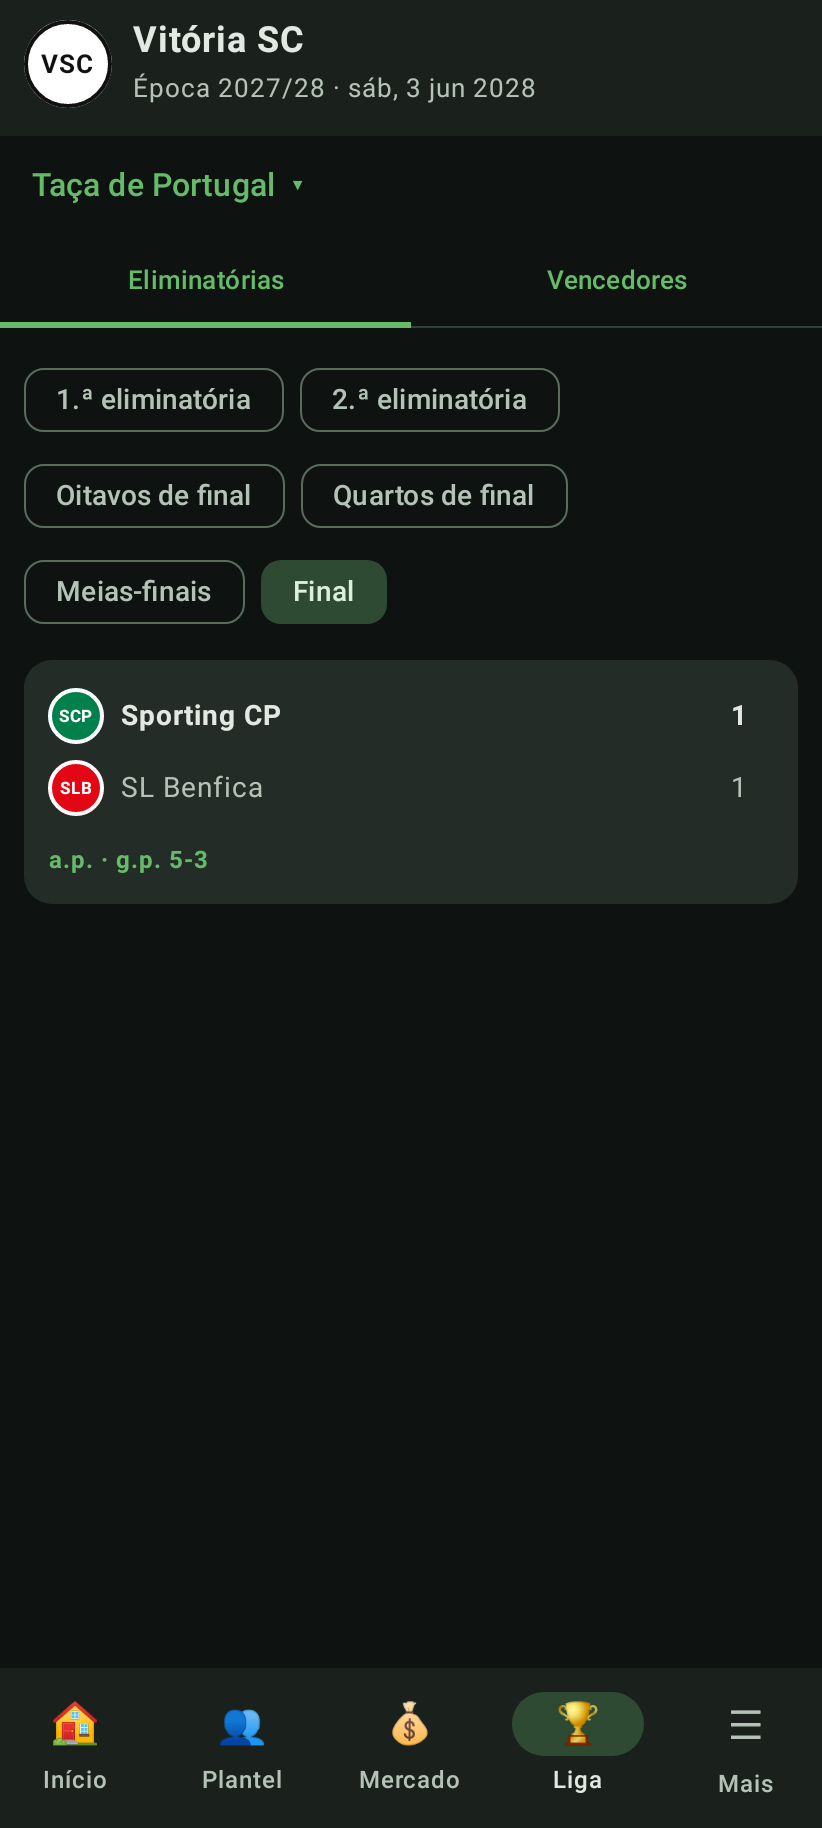 VSC
Vitória SC
Época 2027/28 · sáb, 3 jun 2028
Taça de Portugal ▾
Eliminatórias
Vencedores
1.ª eliminatória
2.ª eliminatória
Oitavos de final
Quartos de final
Meias-finais
Final
SCP Sporting CP 1
SLB SL Benfica 1
a.p. · g.p. 5-3
Início
Plantel
Mercado
Liga
Mais